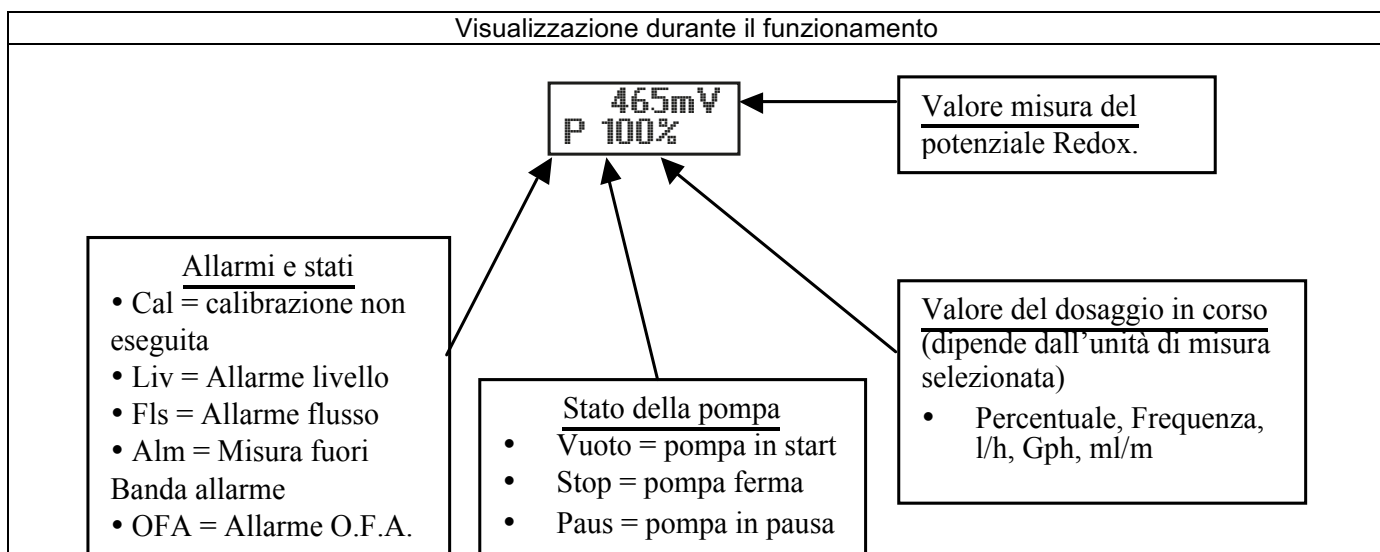 Visualizzazione durante il funzionamento
465mV
P 100%
Valore misura del
potenziale Redox.
Allarmi e stati
• Cal = calibrazione non
eseguita
• Liv = Allarme livello
• Fls = Allarme flusso
• Alm = Misura fuori
Banda allarme
• OFA = Allarme O.F.A.
Stato della pompa
• Vuoto = pompa in start
• Stop = pompa ferma
• Paus = pompa in pausa
Valore del dosaggio in corso
(dipende dall’unità di misura
selezionata)
• Percentuale, Frequenza,
l/h, Gph, ml/m